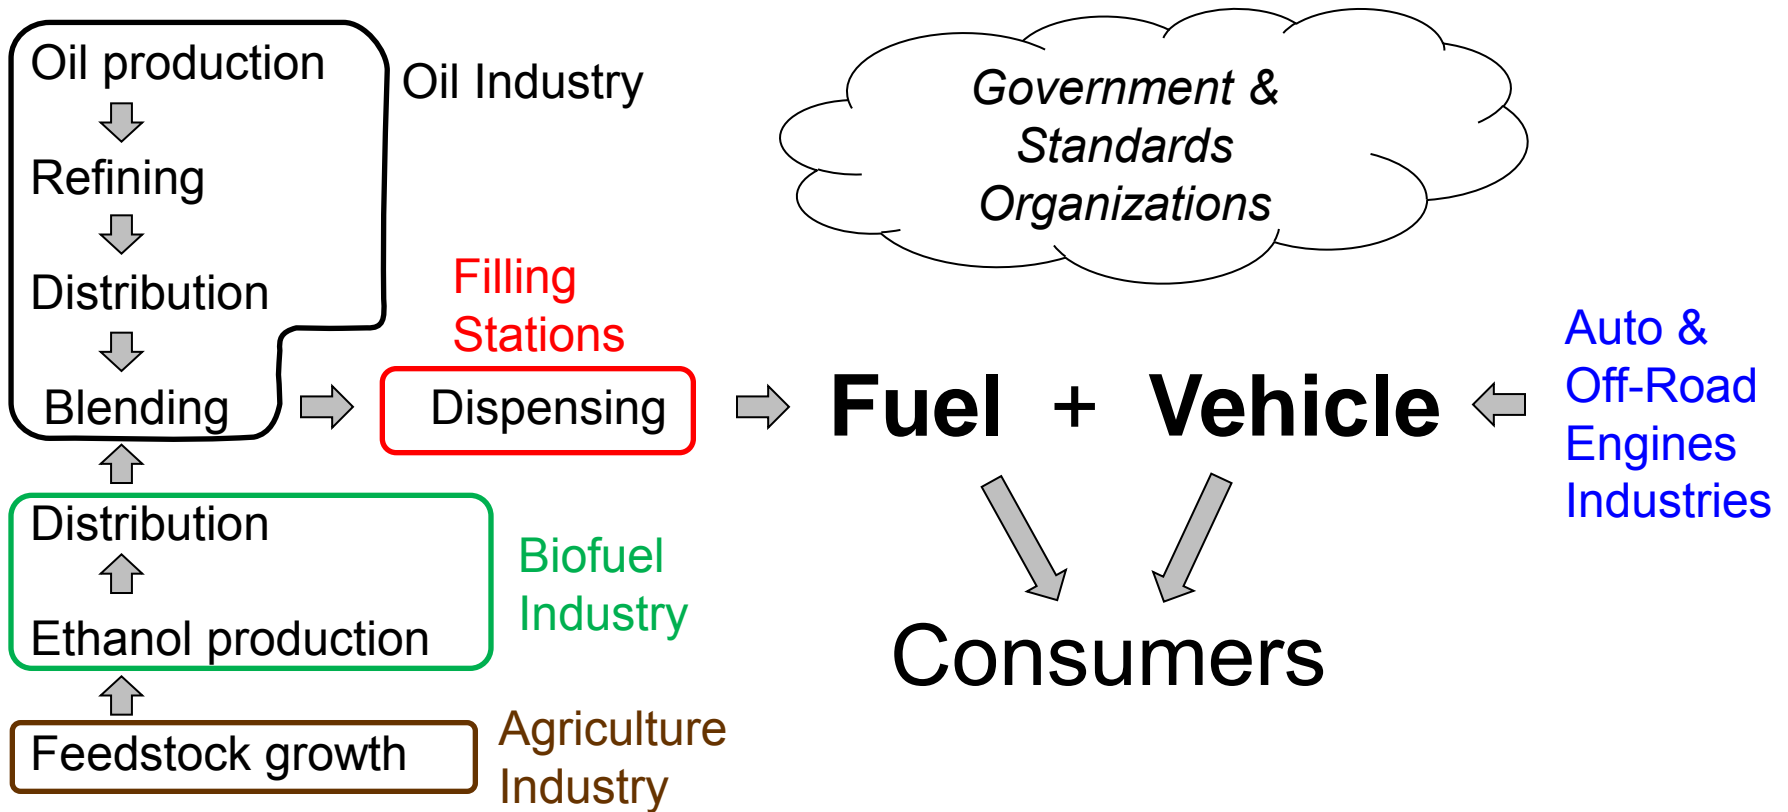 Oil production
Oil Industry
Refining
Distribution
Blending
Filling
Stations
Dispensing
Distribution
Ethanol production
Biofuel
Industry
Feedstock growth
Agriculture
Industry
Government &
Standards
Organizations
Fuel + Vehicle
Auto &
Off-Road
Engines
Industries
Consumers